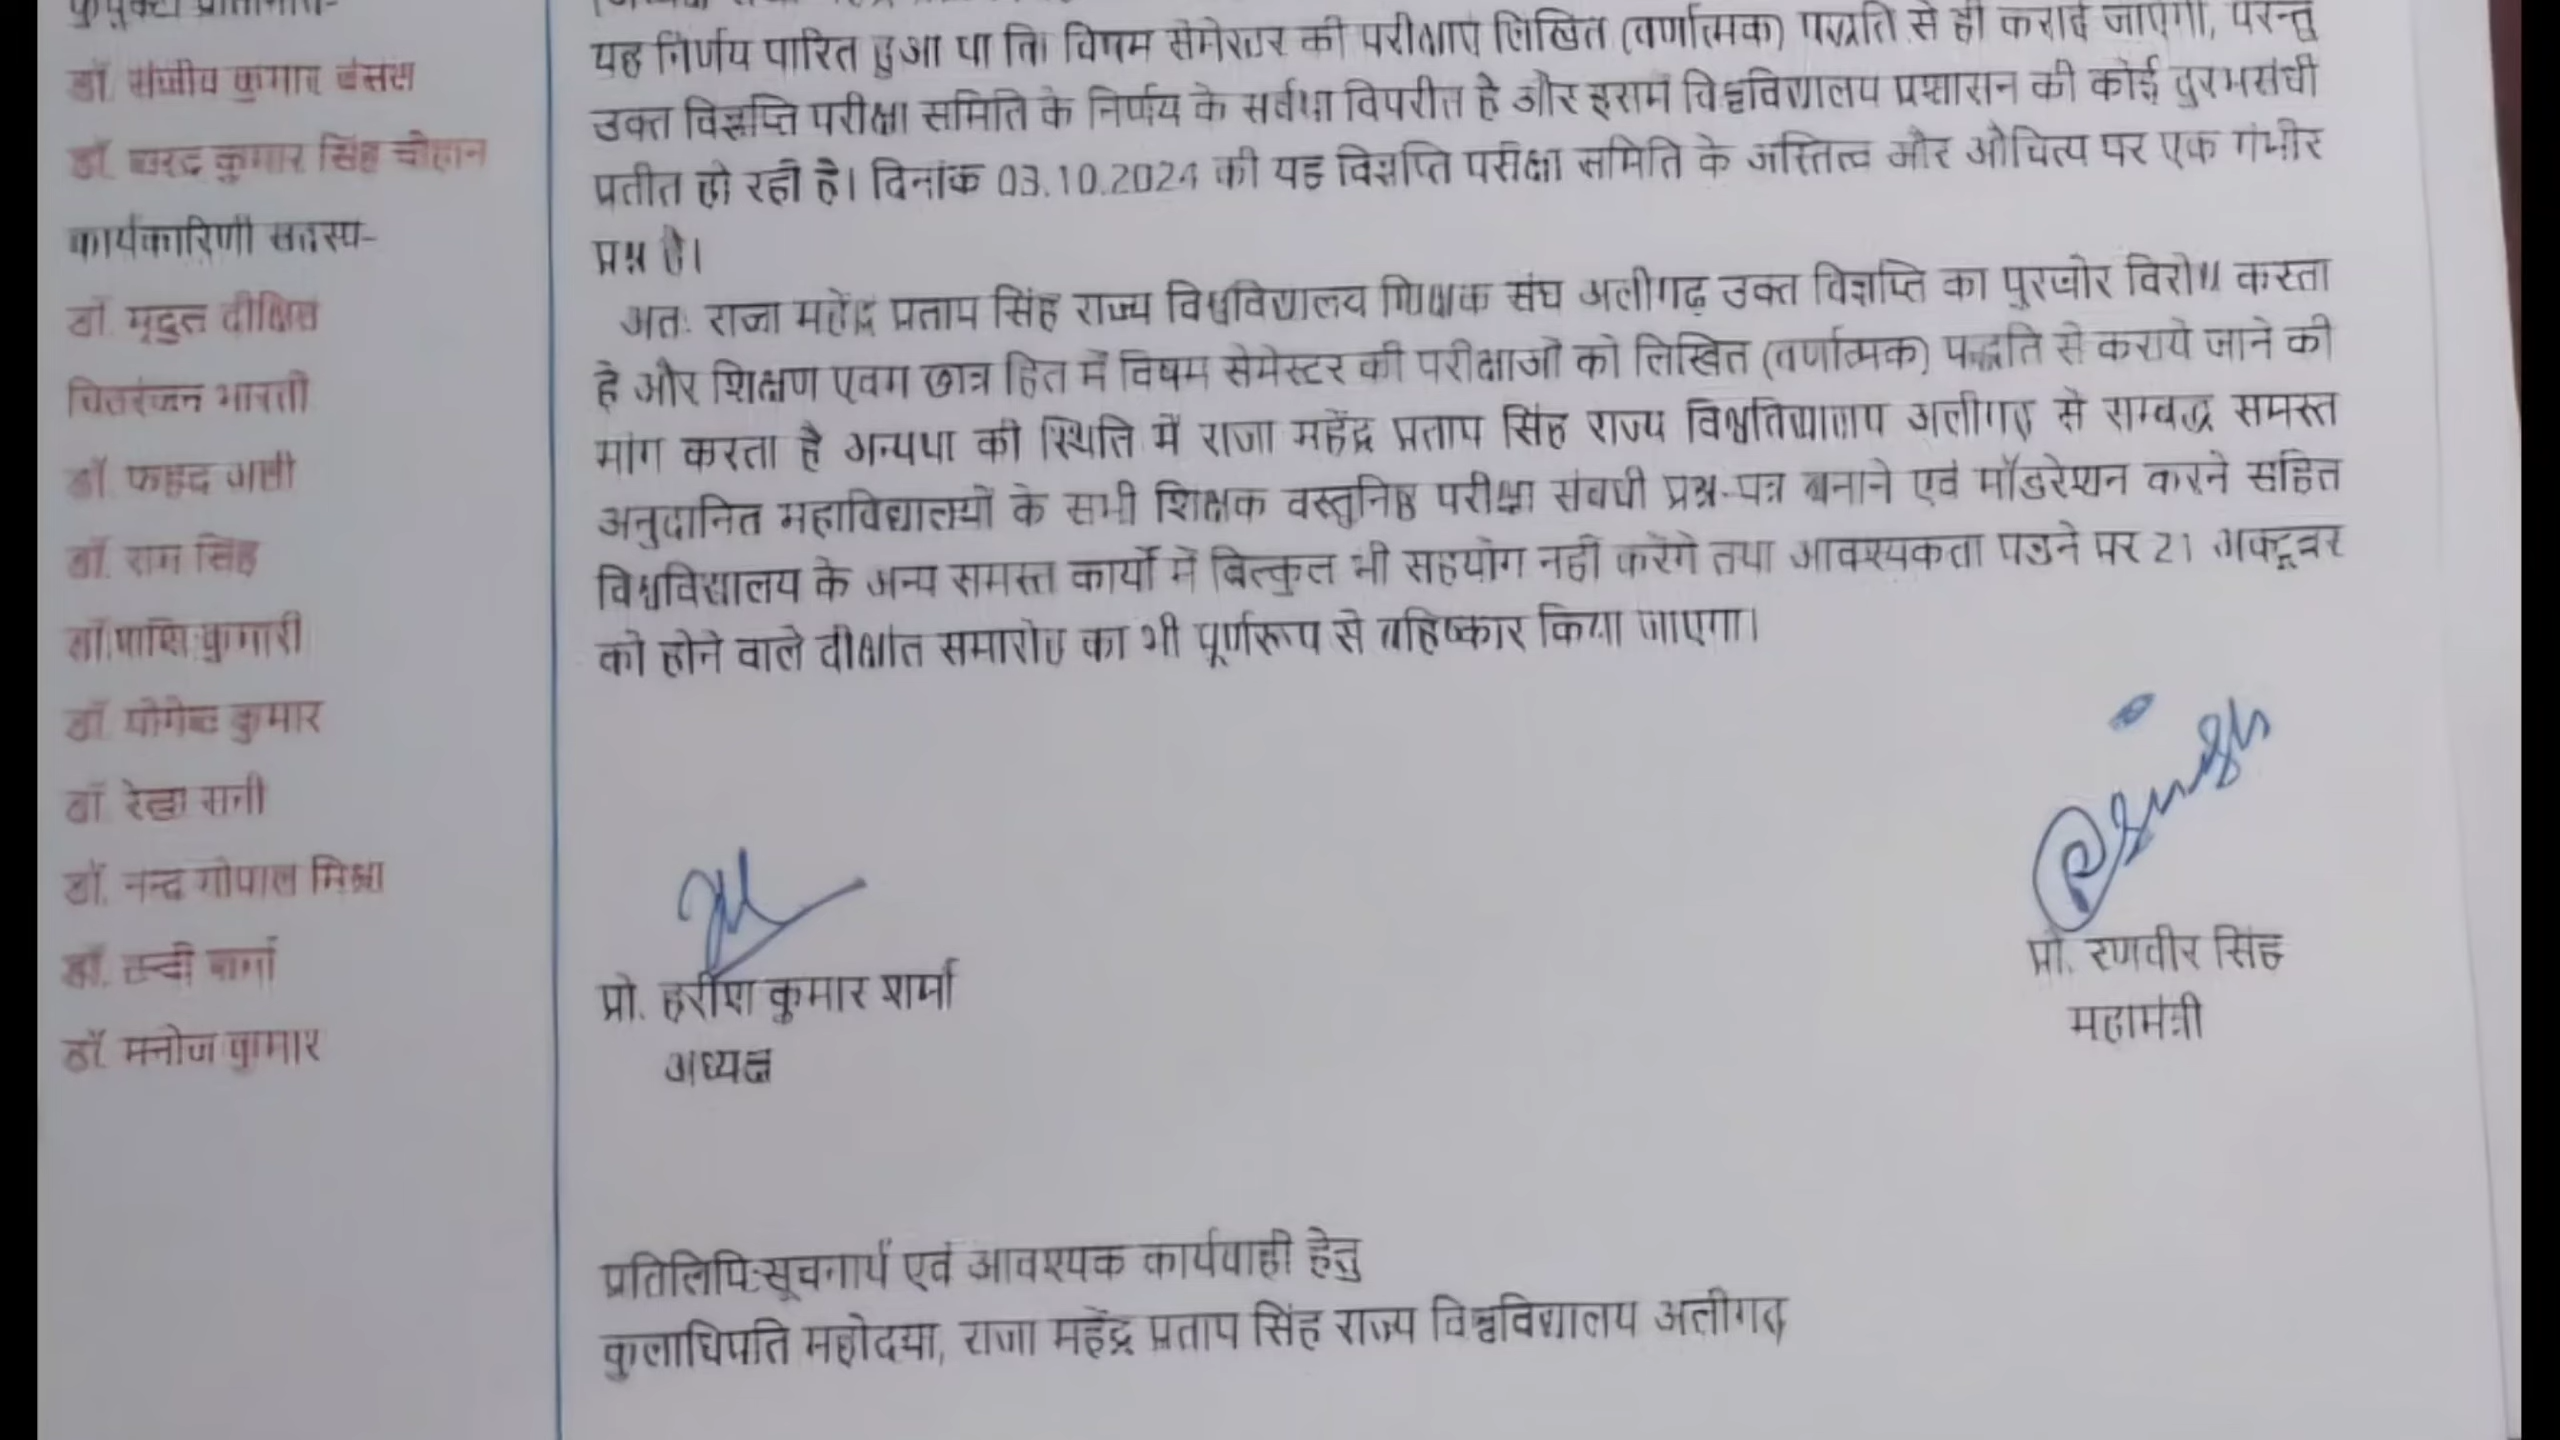 डॉ. संजीव कुमार बंसल
डॉ. शरद कुमार सिंह चौहान
कार्यकारिणी सदस्य-
डॉ. मृदुल दीक्षित
चितरंजन भारती
डॉ. फहद अली
डॉ. राम सिंह
डॉ. कुमारी
डॉ. योगेन्द्र कुमार
डॉ. रेखा रानी
डॉ. नन्द गोपाल मिश्रा
डॉ.
डॉ. मनोज कुमार
यह निर्णय पारित हुआ था कि विषम सेमेस्टर की परीक्षाएं लिखित (वर्णात्मक) पद्धति से ही कराई जाएंगी, परन्तु
उक्त विज्ञप्ति परीक्षा समिति के निर्णय के सर्वथा विपरीत है और इसमें विश्वविद्यालय प्रशासन की कोई दुरभसंधी
प्रतीत हो रही है। दिनांक 03.10.2024 की यह विज्ञप्ति परीक्षा समिति के अस्तित्व और औचित्य पर एक गंभीर
प्रश्न है।
अतः राजा महेंद्र प्रताप सिंह राज्य विश्वविद्यालय शिक्षक संघ अलीगढ़ उक्त विज्ञप्ति का पुरजोर विरोध करता
है और शिक्षण एवम छात्र हित में विषम सेमेस्टर की परीक्षाओं को लिखित (वर्णात्मक) पद्धति से कराये जाने की
मांग करता है अन्यथा की स्थिति में राजा महेंद्र प्रताप सिंह राज्य विश्वविद्यालय अलीगढ़ से सम्बद्ध समस्त
अनुदानित महाविद्यालयों के सभी शिक्षक वस्तुनिष्ठ परीक्षा संबधी प्रश्न-पत्र बनाने एवं मॉडरेशन करने सहित
विश्वविद्यालय के अन्य समस्त कार्यों में बिल्कुल भी सहयोग नहीं करेंगे तथा आवश्यकता पडने पर 21 अक्टूबर
को होने वाले दीक्षांत समारोह का भी पूर्णरूप से बहिष्कार किया जाएगा।
प्रो. हरीश कुमार शर्मा
अध्यक्ष
प्रो. रणवीर सिंह
महामंत्री
प्रतिलिपि:सूचनार्थ एवं आवश्यक कार्यवाही हेतु
कुलाधिपति महोदया, राजा महेंद्र प्रताप सिंह राज्य विश्वविद्यालय अलीगढ़